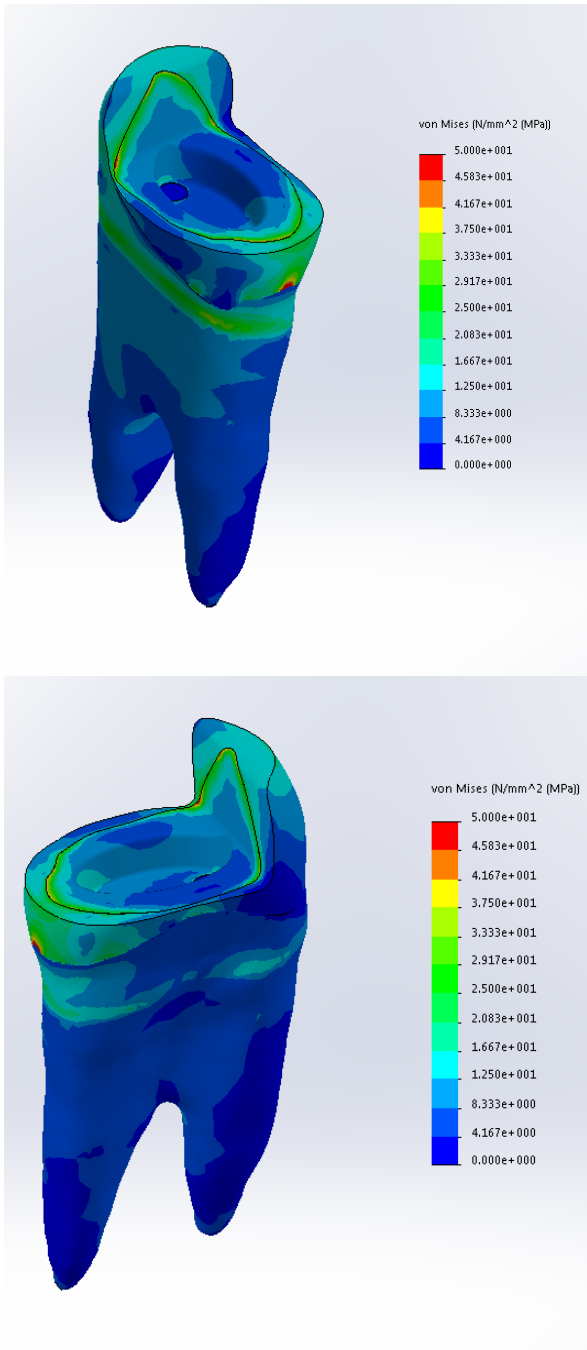 von Mises (N/mm^2 (MPa))
5.000e+001
4.583e+001
4.167e+001
3.750e+001
3.333e+001
2.917e+001
2.500e+001
2.083e+001
1.667e+001
1.250e+001
8.333e+000
4.167e+000
0.000e+000
von Mises (N/mm^2 (MPa))
5.000e+001
4.583e+001
4.167e+001
3.750e+001
3.333e+001
2.917e+001
2.500e+001
2.083e+001
1.667e+001
1.250e+001
8.333e+000
4.167e+000
0.000e+000